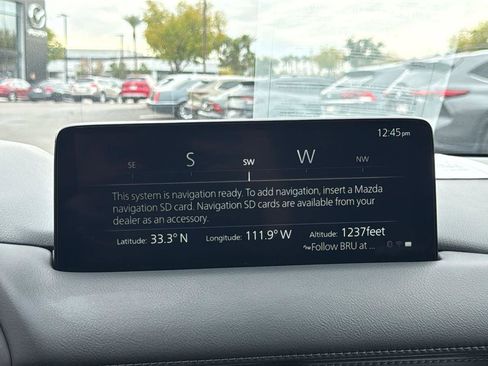 12:45pm
SE S SW W NW
This system is navigation ready. To add navigation, insert a Mazda
navigation SD card. Navigation SD cards are available from your
dealer as an accessory.
Latitude: 33.3° N Longitude: 111.9° W Altitude: 1237feet
Follow BRU at ...